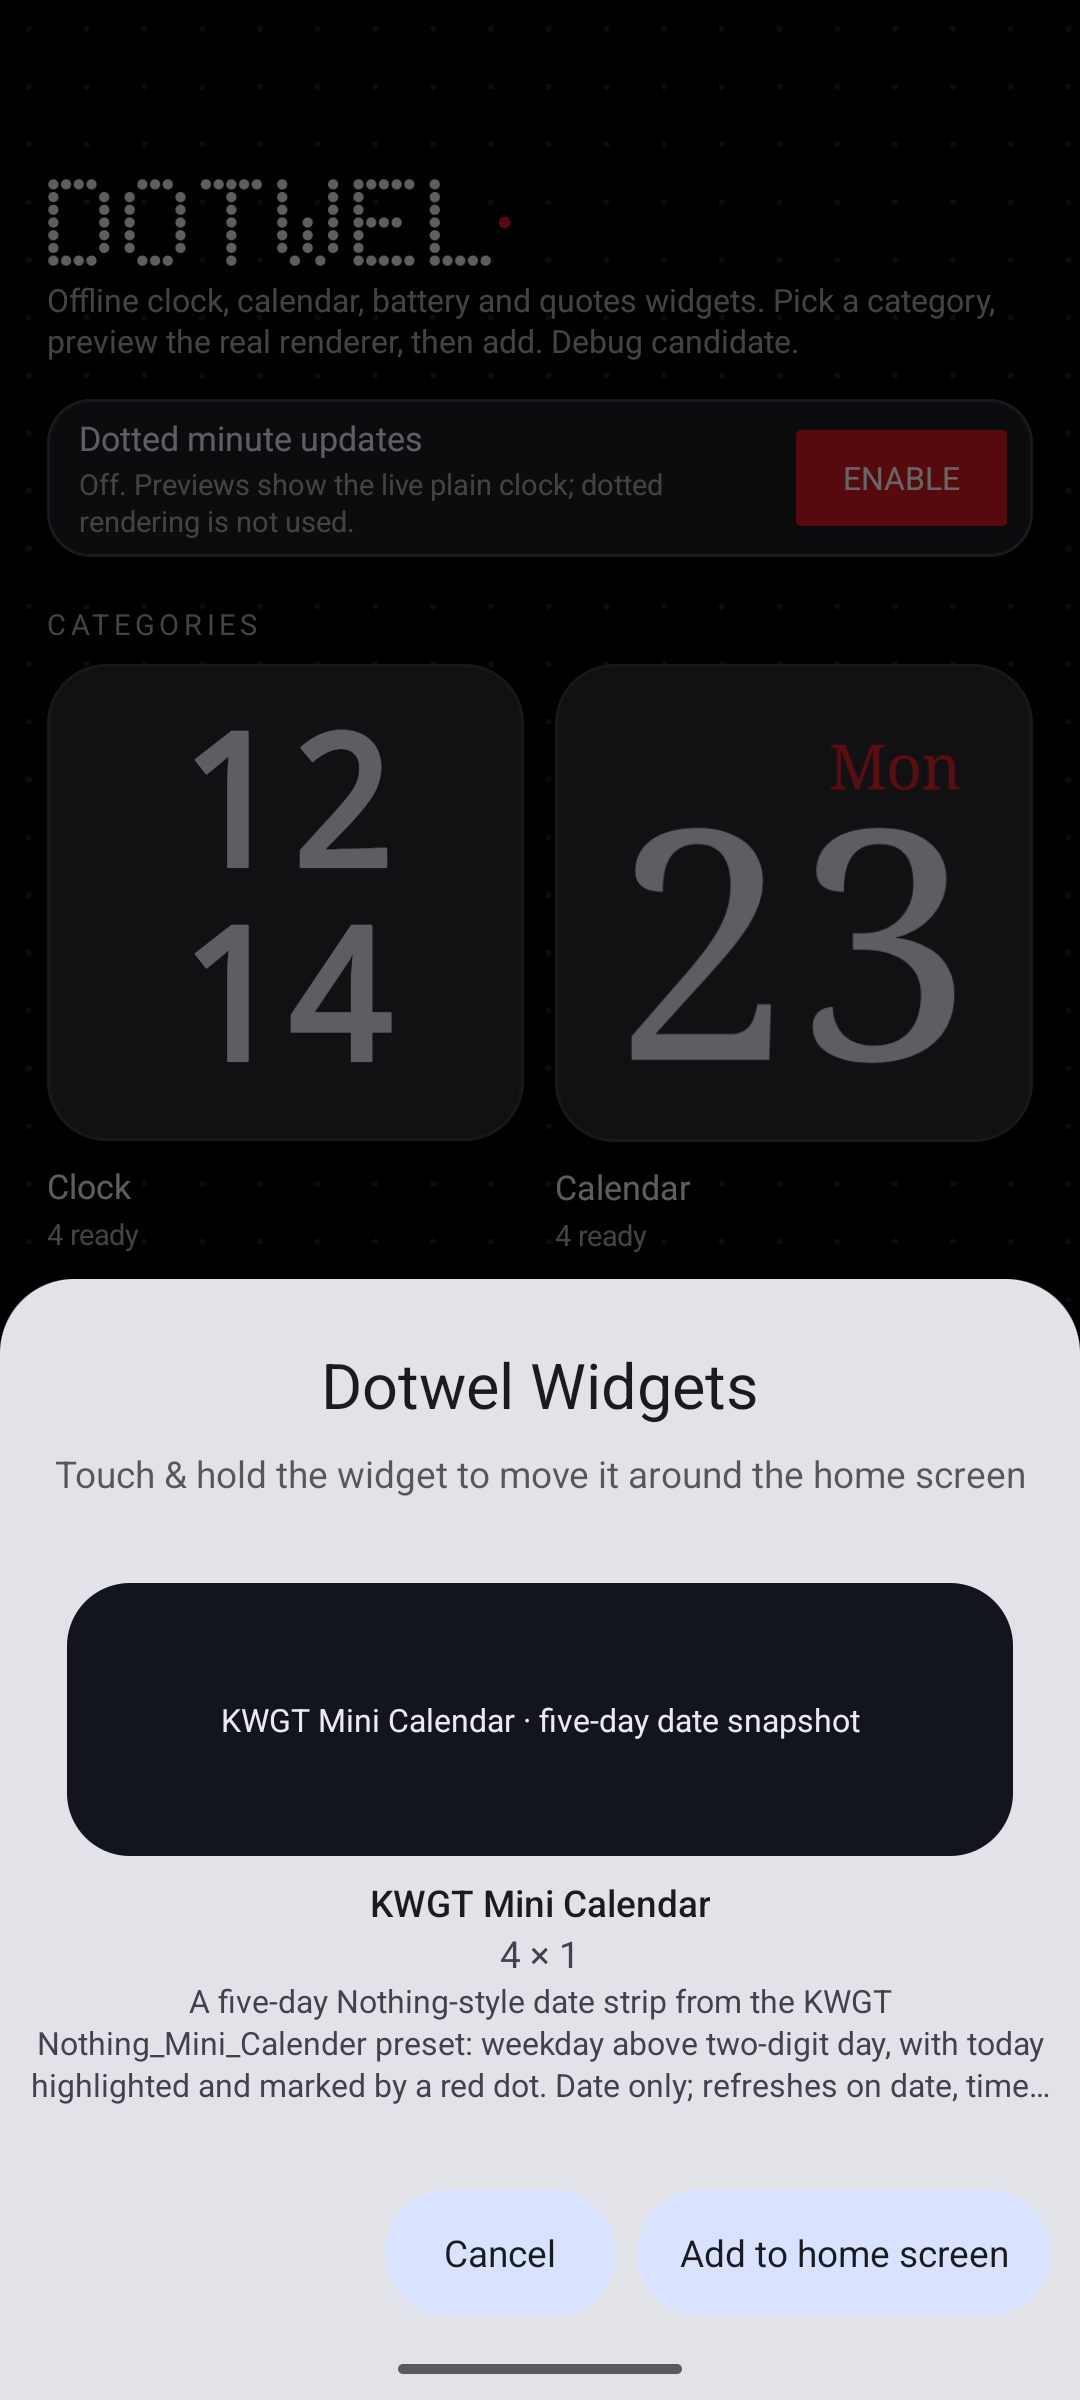 DOTWEL
Offline clock, calendar, battery and quotes widgets. Pick a category,
preview the real renderer, then add. Debug candidate.
Dotted minute updates
Off. Previews show the live plain clock; dotted
rendering is not used.
ENABLE
CATEGORIES
12
14
Mon
23
Clock
4 ready
Calendar
4 ready
Dotwel Widgets
Touch & hold the widget to move it around the home screen
KWGT Mini Calendar · five-day date snapshot
KWGT Mini Calendar
4 × 1
A five-day Nothing-style date strip from the KWGT
Nothing_Mini_Calender preset: weekday above two-digit day, with today
highlighted and marked by a red dot. Date only; refreshes on date, time…
Cancel
Add to home screen